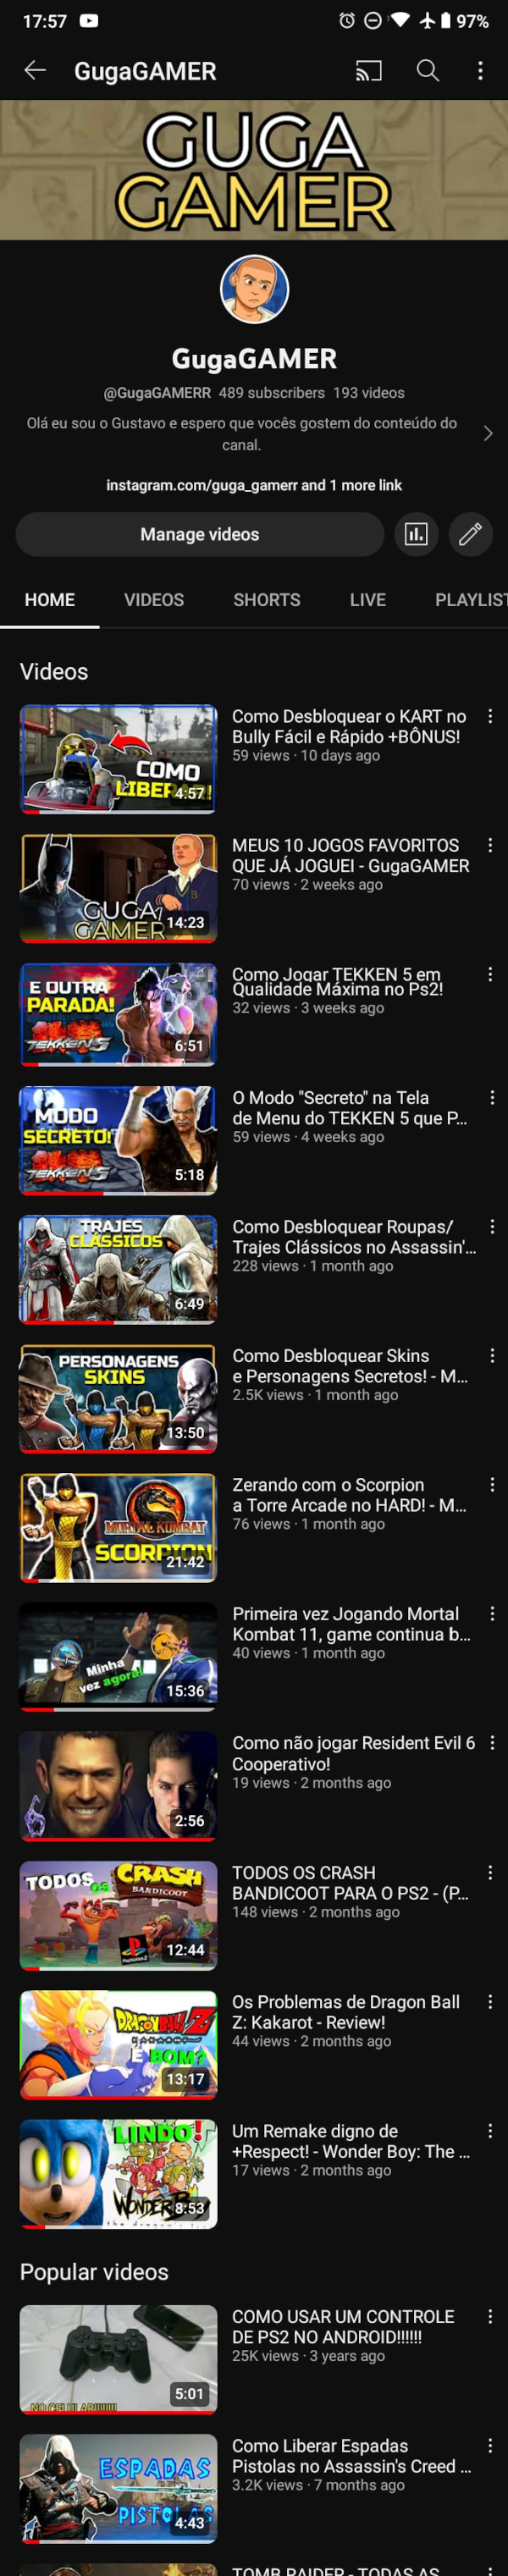 17:57
97%
GugaGAMER
GUGA
GAMER
GugaGAMER
@GugaGAMERR 489 subscribers 193 videos
Olá eu sou o Gustavo e espero que vocês gostem do conteúdo do
canal.
instagram.com/guga_gamerr and 1 more link
Manage videos
HOME VIDEOS SHORTS LIVE PLAYLIST
Videos
COMO
LIBERAR!
4:57
Como Desbloquear o KART no
Bully Fácil e Rápido +BÔNUS!
59 views · 10 days ago
GUGA
GAMER
14:23
MEUS 10 JOGOS FAVORITOS
QUE JÁ JOGUEI - GugaGAMER
70 views · 2 weeks ago
E OUTRA
PARADA!
TEKKEN 5
6:51
Como Jogar TEKKEN 5 em
Qualidade Máxima no Ps2!
32 views · 3 weeks ago
MODO
SECRETO!
TEKKEN 5
5:18
O Modo "Secreto" na Tela
de Menu do TEKKEN 5 que P...
59 views · 4 weeks ago
TRAJES
CLÁSSICOS
6:49
Como Desbloquear Roupas/
Trajes Clássicos no Assassin'...
228 views · 1 month ago
PERSONAGENS
SKINS
13:50
Como Desbloquear Skins
e Personagens Secretos! - M...
2.5K views · 1 month ago
MORTAL KOMBAT
SCORPION
21:42
Zerando com o Scorpion
a Torre Arcade no HARD! - M...
76 views · 1 month ago
Minha
vez agora!
15:36
Primeira vez Jogando Mortal
Kombat 11, game continua b...
40 views · 1 month ago
2:56
Como não jogar Resident Evil 6
Cooperativo!
19 views · 2 months ago
TODOS os CRASH
BANDICOOT
PlayStation 2
12:44
TODOS OS CRASH
BANDICOOT PARA O PS2 - (P...
148 views · 2 months ago
DRAGON BALL Z
KAKAROT
É BOM?
13:17
Os Problemas de Dragon Ball
Z: Kakarot - Review!
44 views · 2 months ago
LINDO!
WONDER BOY
the dragon's trap
8:53
Um Remake digno de
+Respect! - Wonder Boy: The ...
17 views · 2 months ago
Popular videos
NO CELULAR!!!!!!!!
5:01
COMO USAR UM CONTROLE
DE PS2 NO ANDROID!!!!!!
25K views · 3 years ago
ESPADAS
PISTOLAS
4:43
Como Liberar Espadas
Pistolas no Assassin's Creed ...
3.2K views · 7 months ago
TOMB RAIDER - TODAS AS